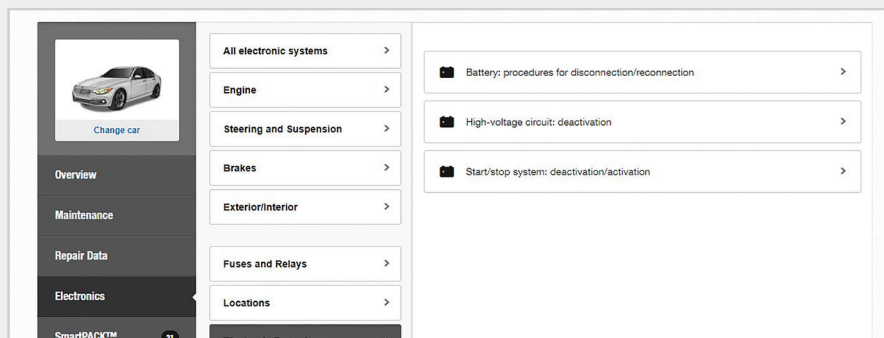 Change car
Overview
Maintenance
Repair Data
Electronics
SmartPACK™ 21
All electronic systems
Engine
Steering and Suspension
Brakes
Exterior/Interior
Fuses and Relays
Locations
Battery: procedures for disconnection/reconnection
High-voltage circuit: deactivation
Start/stop system: deactivation/activation